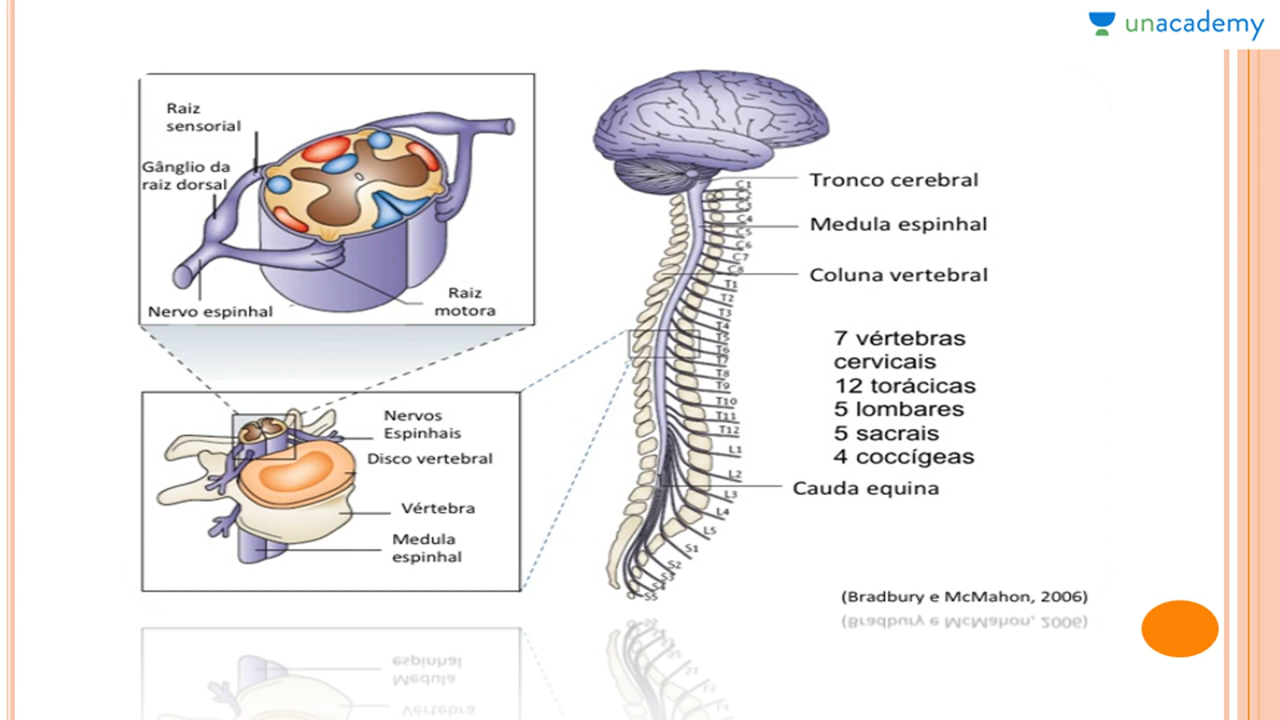 unacademy
Raiz
sensorial
Gânglio da
raiz dorsal
Nervo espinhal
Raiz
motora
Nervos
Espinhais
Disco vertebral
Vértebra
Medula
espinhal
Tronco cerebral
Medula espinhal
Coluna vertebral
C1
C2
C3
C4
C5
C6
C7
C8
T1
T2
T3
T4
T5
T6
T7
T8
T9
T10
T11
T12
L1
L2
L3
L4
L5
S1
S2
S3
S4
S5
7 vértebras
cervicais
12 torácicas
5 lombares
5 sacrais
4 coccígeas
Cauda equina
(Bradbury e McMahon, 2006)